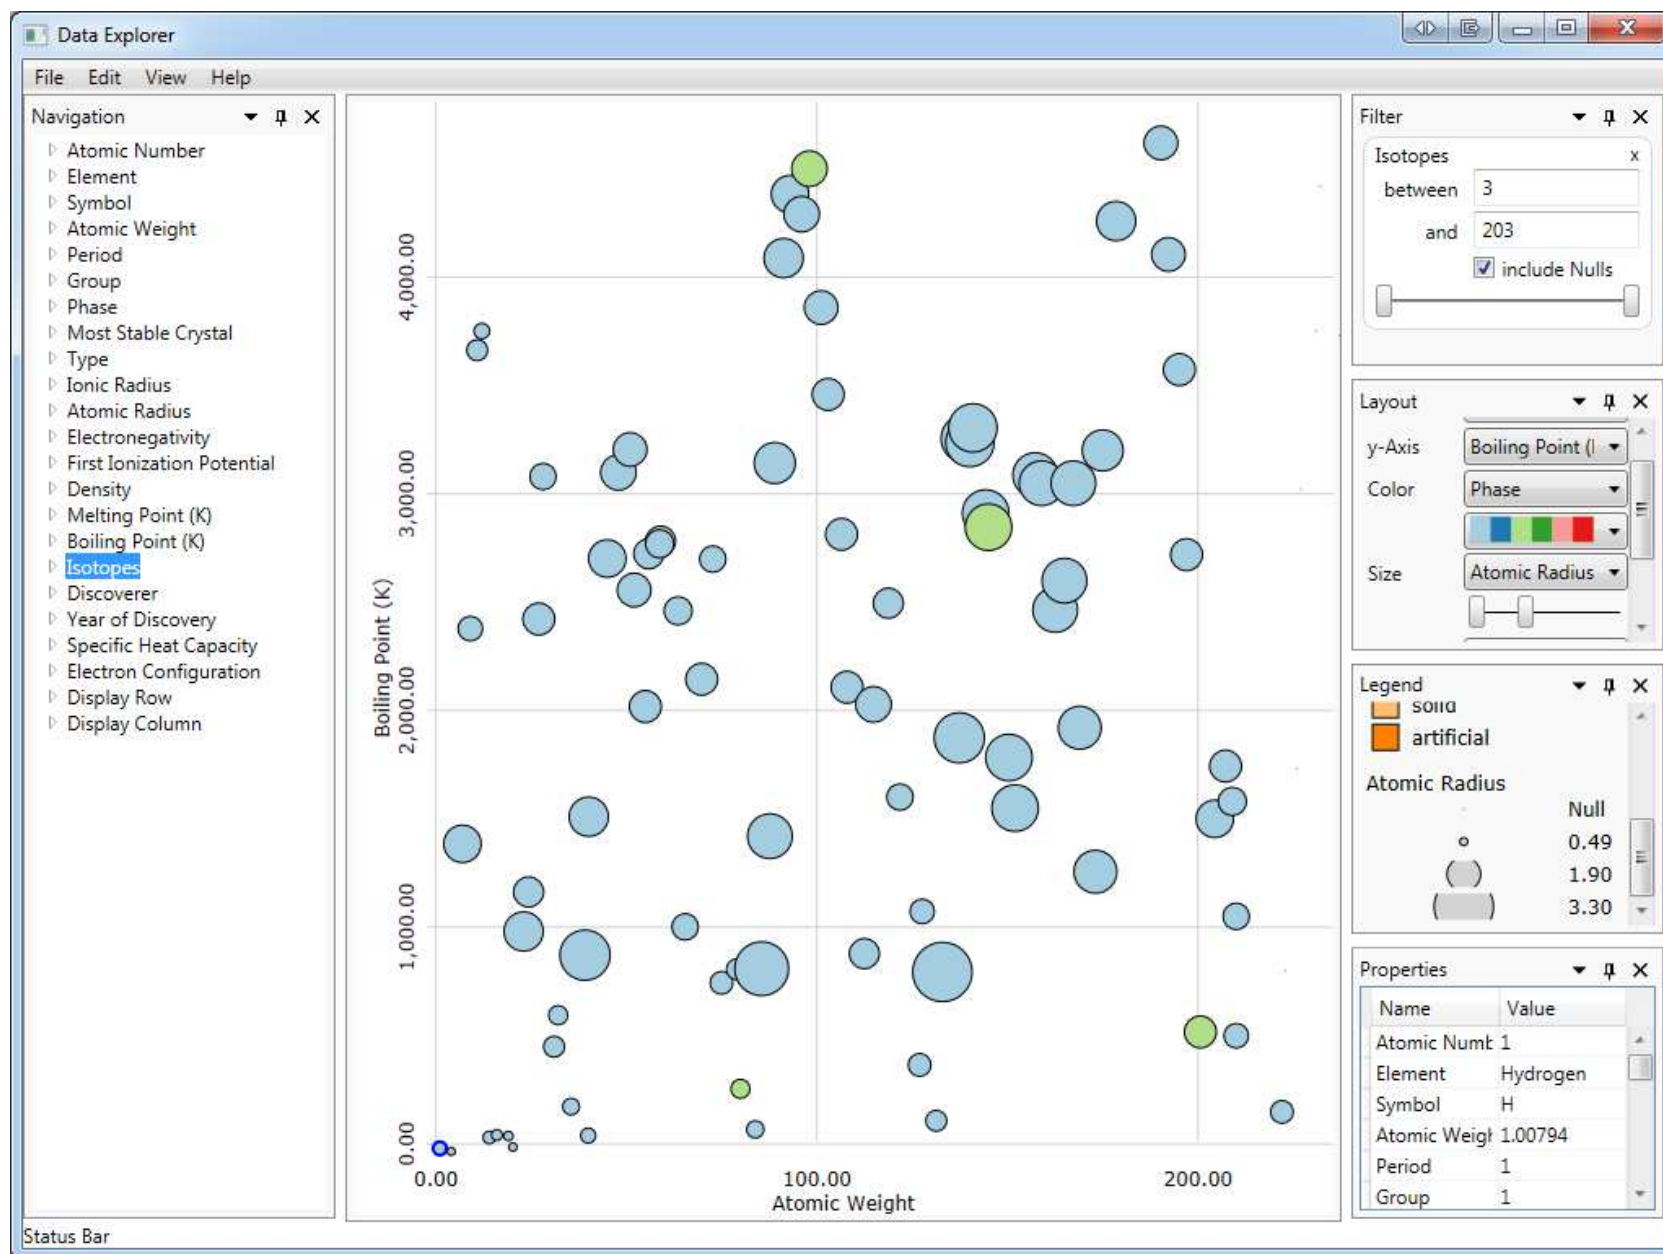 Data Explorer
File Edit View Help
Navigation
Atomic Number
Element
Symbol
Atomic Weight
Period
Group
Phase
Most Stable Crystal
Type
Ionic Radius
Atomic Radius
Electronegativity
First Ionization Potential
Density
Melting Point (K)
Boiling Point (K)
Isotopes
Discoverer
Year of Discovery
Specific Heat Capacity
Electron Configuration
Display Row
Display Column
Boiling Point (K)
4,000.00
3,000.00
2,000.00
1,000.00
0.00
0.00 100.00 200.00
Atomic Weight
Filter
Isotopes x
between 3
and 203
include Nulls
Layout
y-Axis Boiling Point (
Color Phase
Size Atomic Radius
Legend
solid
artificial
Atomic Radius
Null
0.49
1.90
3.30
Properties
Name Value
Atomic Numb 1
Element Hydrogen
Symbol H
Atomic Weigh 1.00794
Period 1
Group 1
Status Bar